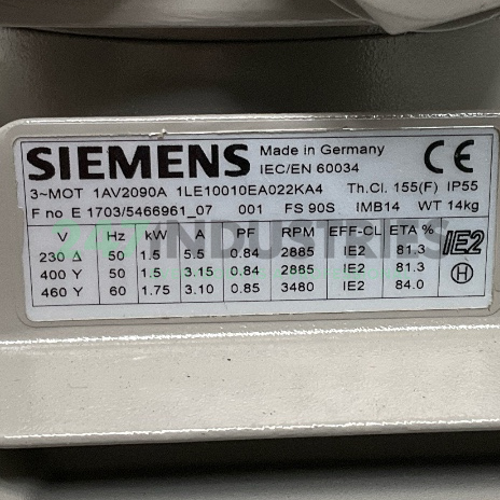 SIEMENS Made in Germany
IEC/EN 60034
CE
3~MOT 1AV2090A 1LE10010EA022KA4 Th.Cl. 155(F) IP55
F no E 1703/5466961_07 001 FS 90S IMB14 WT 14kg
V Hz kW A PF RPM EFF-CL ETA %
230 Δ 50 1.5 5.5 0.84 2885 IE2 81.3
400 Y 50 1.5 3.15 0.84 2885 IE2 81.3
460 Y 60 1.75 3.10 0.85 3480 IE2 84.0
IE2
H
247 INDUSTRIES